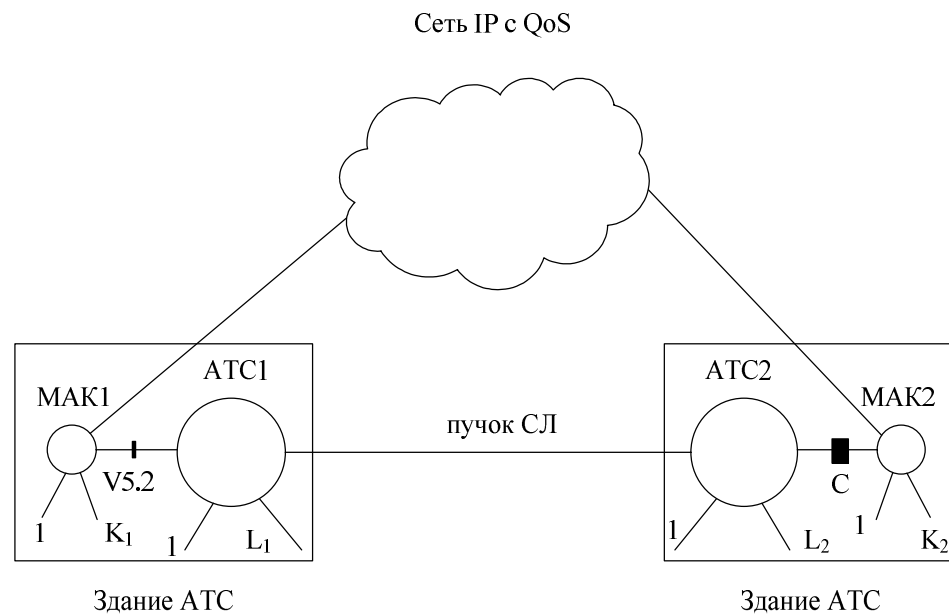 Сеть IP с QoS
АТС1
АТС2
МАК1
МАК2
пучок СЛ
V5.2
С
1
K₁
1
L₁
1
L₂
1
K₂
Здание АТС
Здание АТС